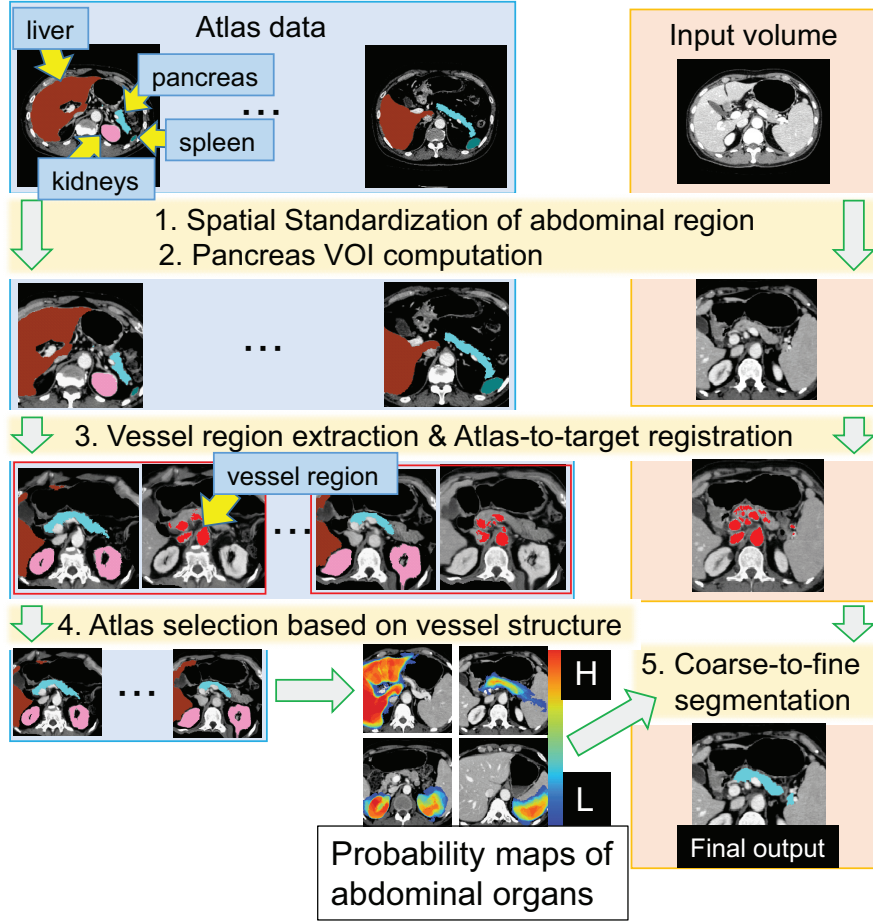 liver
Atlas data
Input volume
pancreas
...
spleen
kidneys
1. Spatial Standardization of abdominal region
2. Pancreas VOI computation
...
3. Vessel region extraction & Atlas-to-target registration
vessel region
...
4. Atlas selection based on vessel structure
...
H
5. Coarse-to-fine
segmentation
L
Final output
Probability maps of
abdominal organs